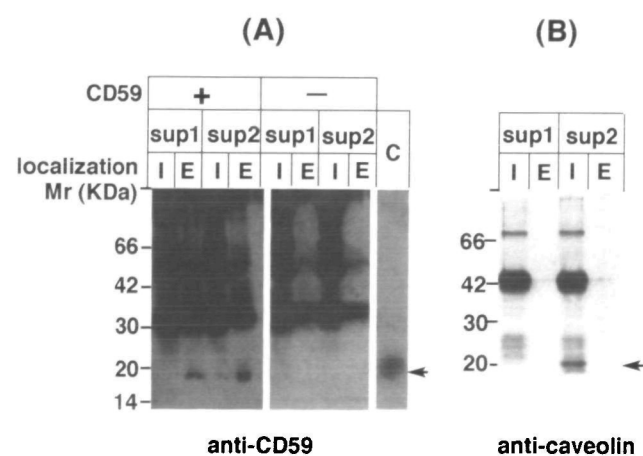 (A) (B)
CD59 + —
sup1 sup2 sup1 sup2 C sup1 sup2
localization I E I E I E I E I E I E
Mr (KDa)
66 66
42 42
30 30
20 20
14
anti-CD59 anti-caveolin